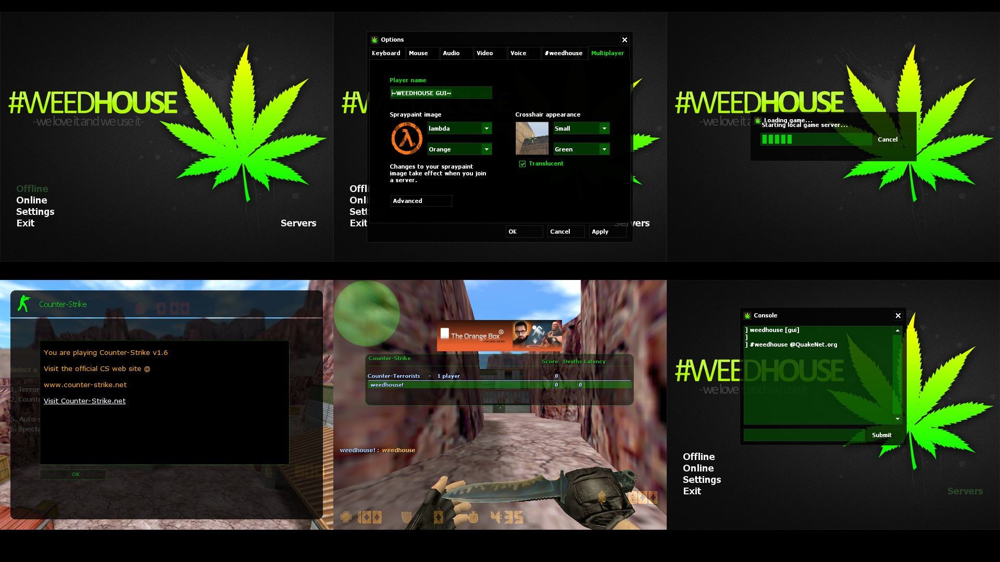 #WEEDHOUSE
~we love it and we use it~
Offline
Online
Settings
Exit
Servers
Options
Keyboard Mouse Audio Video Voice #weedhouse Multiplayer
Player name
~WEEDHOUSE GUI~
Spraypaint image
lambda
Orange
Changes to your spraypaint
image take effect when you join
a server.
Advanced
Crosshair appearance
Small
Green
Translucent
OK Cancel Apply
Offli
Onli
Sett
Exit
vers
#WEEDHOUSE
~we love it a
Loading game...
Starting local game server...
Cancel
Counter-Strike
You are playing Counter-Strike v1.6
Visit the official CS web site @
www.counter-strike.net
Visit Counter-Strike.net
OK
Select a
1. Terror
2. Count
5. Auto-s
6. Specta
The Orange Box
Counter-Strike Score Deaths Latency
Counter-Terrorists - 1 player 0
weedhouse! 0 0
weedhouse! : weedhouse
100 0 4:35
Console
] weedhouse [gui]
]
] #weedhouse @QuakeNet.org
Submit
#WEEDHOUSE
~we love it and we use it~
Offline
Online
Settings
Exit
Servers